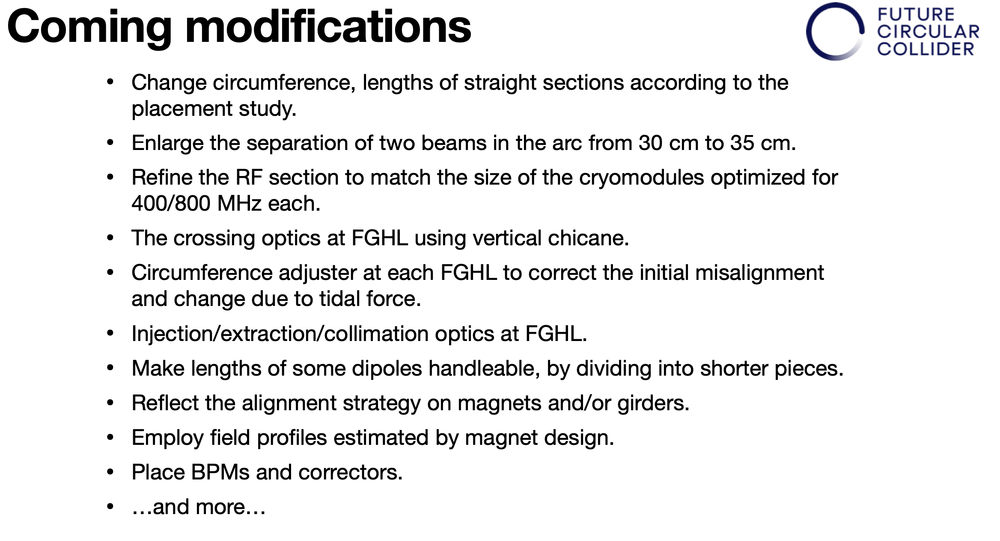 Coming modifications
FUTURE
CIRCULAR
COLLIDER
• Change circumference, lengths of straight sections according to the
placement study.
• Enlarge the separation of two beams in the arc from 30 cm to 35 cm.
• Refine the RF section to match the size of the cryomodules optimized for
400/800 MHz each.
• The crossing optics at FGHL using vertical chicane.
• Circumference adjuster at each FGHL to correct the initial misalignment
and change due to tidal force.
• Injection/extraction/collimation optics at FGHL.
• Make lengths of some dipoles handleable, by dividing into shorter pieces.
• Reflect the alignment strategy on magnets and/or girders.
• Employ field profiles estimated by magnet design.
• Place BPMs and correctors.
• …and more…